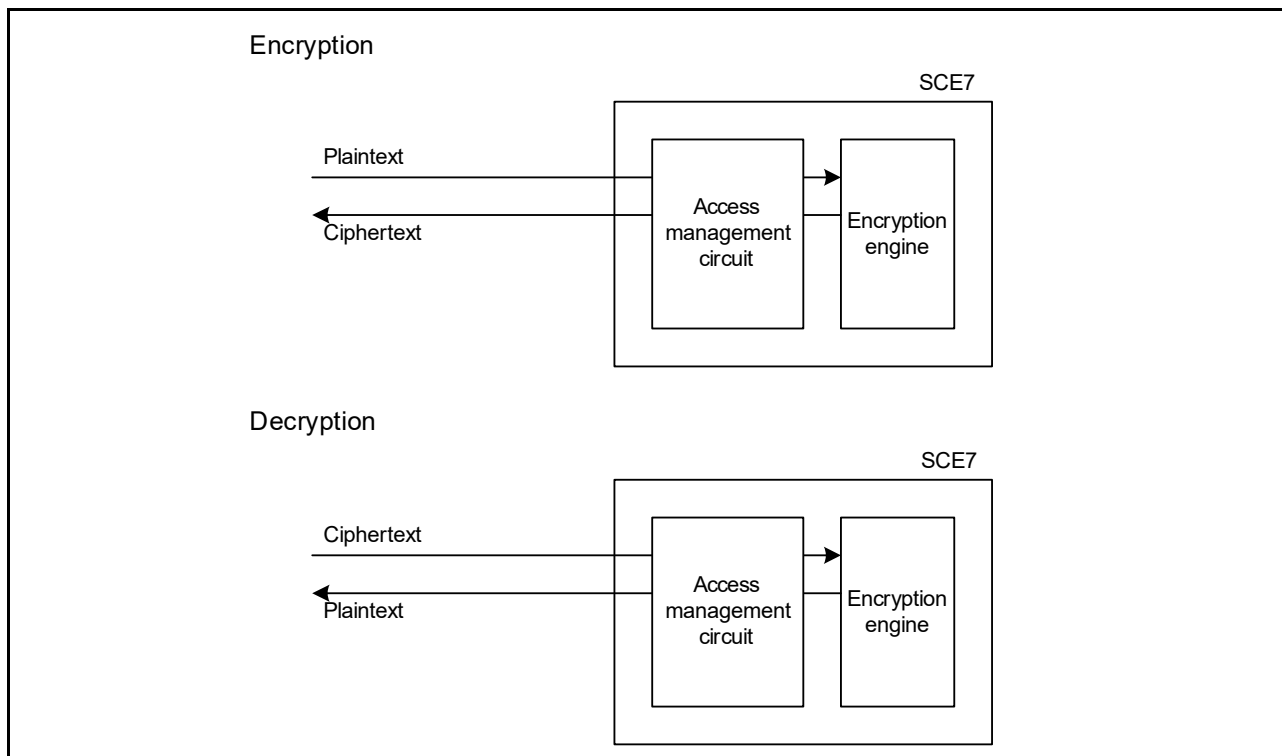 Encryption
SCE7
Plaintext
Ciphertext
Access
management
circuit
Encryption
engine
Decryption
SCE7
Ciphertext
Plaintext
Access
management
circuit
Encryption
engine